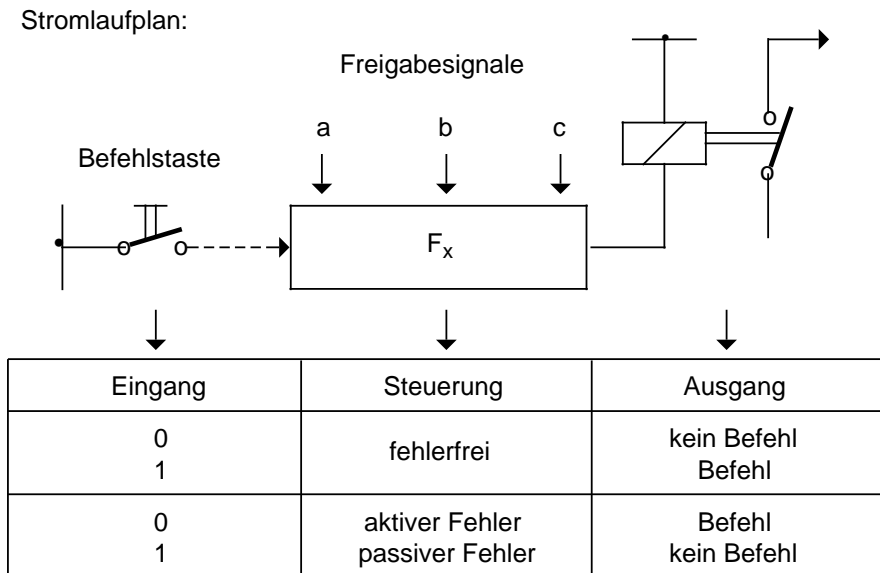 Stromlaufplan:
Freigabesignale
a b c
Befehlstaste
Fx
Eingang Steuerung Ausgang
0 fehlerfrei kein Befehl
1 Befehl
0 aktiver Fehler Befehl
1 passiver Fehler kein Befehl